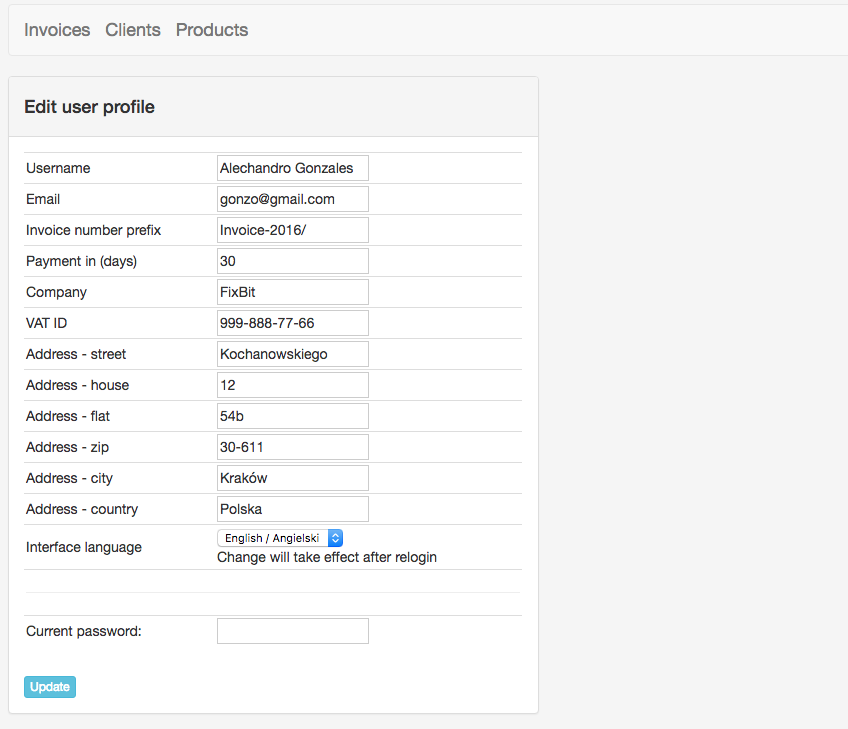 Invoices Clients Products
Edit user profile
Username Alechandro Gonzales
Email gonzo@gmail.com
Invoice number prefix Invoice-2016/
Payment in (days) 30
Company FixBit
VAT ID 999-888-77-66
Address - street Kochanowskiego
Address - house 12
Address - flat 54b
Address - zip 30-611
Address - city Kraków
Address - country Polska
Interface language English / Angielski
Change will take effect after relogin
Current password:
Update